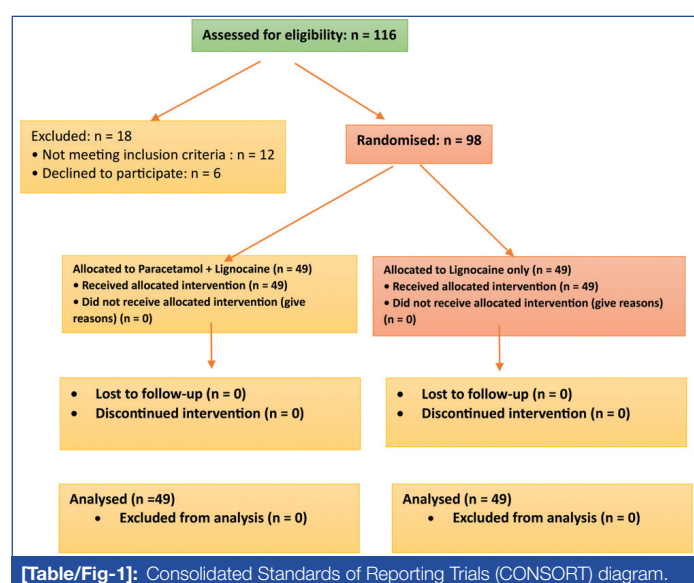 Assessed for eligibility: n = 116
Excluded: n = 18
• Not meeting inclusion criteria : n = 12
• Declined to participate: n = 6
Randomised: n = 98
Allocated to Paracetamol + Lignocaine (n = 49)
• Received allocated intervention (n = 49)
• Did not receive allocated intervention (give
reasons) (n = 0)
Allocated to Lignocaine only (n = 49)
• Received allocated intervention (n = 49)
• Did not receive allocated intervention (give reasons)
(n = 0)
• Lost to follow-up (n = 0)
• Discontinued intervention (n = 0)
• Lost to follow-up (n = 0)
• Discontinued intervention (n = 0)
Analysed (n =49)
• Excluded from analysis (n = 0)
Analysed (n = 49)
• Excluded from analysis (n = 0)
[Table/Fig-1]: Consolidated Standards of Reporting Trials (CONSORT) diagram.